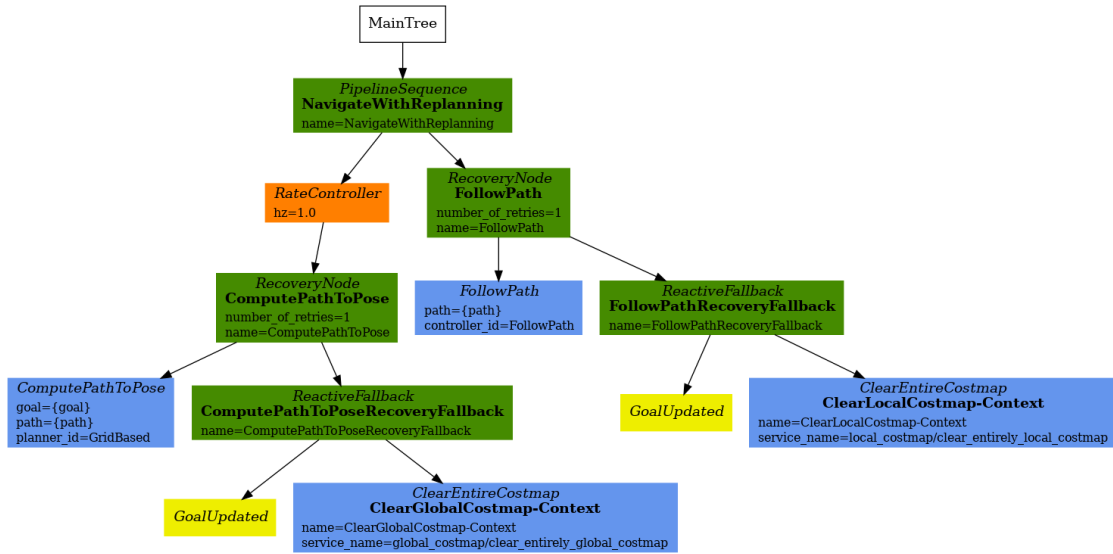 MainTree
PipelineSequence
NavigateWithReplanning
name=NavigateWithReplanning
RateController
hz=1.0
RecoveryNode
FollowPath
number_of_retries=1
name=FollowPath
RecoveryNode
ComputePathToPose
number_of_retries=1
name=ComputePathToPose
FollowPath
path={path}
controller_id=FollowPath
ReactiveFallback
FollowPathRecoveryFallback
name=FollowPathRecoveryFallback
ComputePathToPose
goal={goal}
path={path}
planner_id=GridBased
ReactiveFallback
ComputePathToPoseRecoveryFallback
name=ComputePathToPoseRecoveryFallback
GoalUpdated
ClearEntireCostmap
ClearLocalCostmap-Context
name=ClearLocalCostmap-Context
service_name=local_costmap/clear_entirely_local_costmap
GoalUpdated
ClearEntireCostmap
ClearGlobalCostmap-Context
name=ClearGlobalCostmap-Context
service_name=global_costmap/clear_entirely_global_costmap